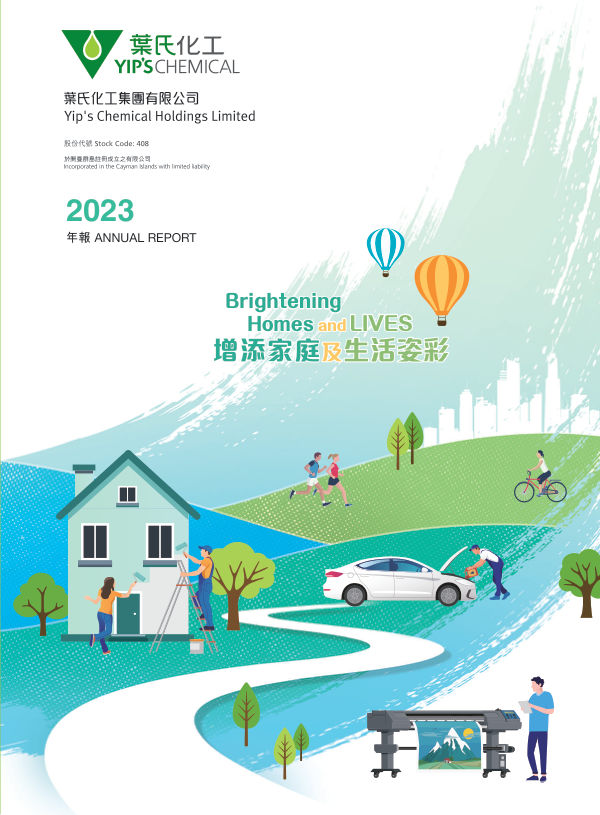 葉氏化工
YIP'S CHEMICAL
葉氏化工集團有限公司
Yip's Chemical Holdings Limited
股份代號 Stock Code: 408
於開曼群島註冊成立之有限公司
Incorporated in the Cayman Islands with limited liability
2023
年報 ANNUAL REPORT
Brightening
Homes and LIVES
增添家庭及生活姿彩